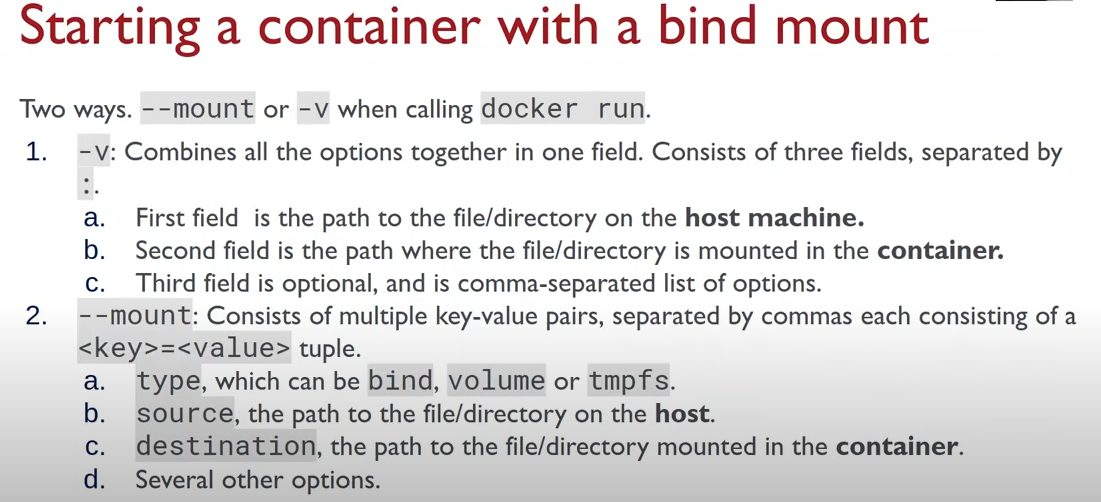 Starting a container with a bind mount
Two ways. --mount or -v when calling docker run.
1. -v: Combines all the options together in one field. Consists of three fields, separated by
:.
a. First field is the path to the file/directory on the host machine.
b. Second field is the path where the file/directory is mounted in the container.
c. Third field is optional, and is comma-separated list of options.
2. --mount: Consists of multiple key-value pairs, separated by commas each consisting of a
<key>=<value> tuple.
a. type, which can be bind, volume or tmpfs.
b. source, the path to the file/directory on the host.
c. destination, the path to the file/directory mounted in the container.
d. Several other options.